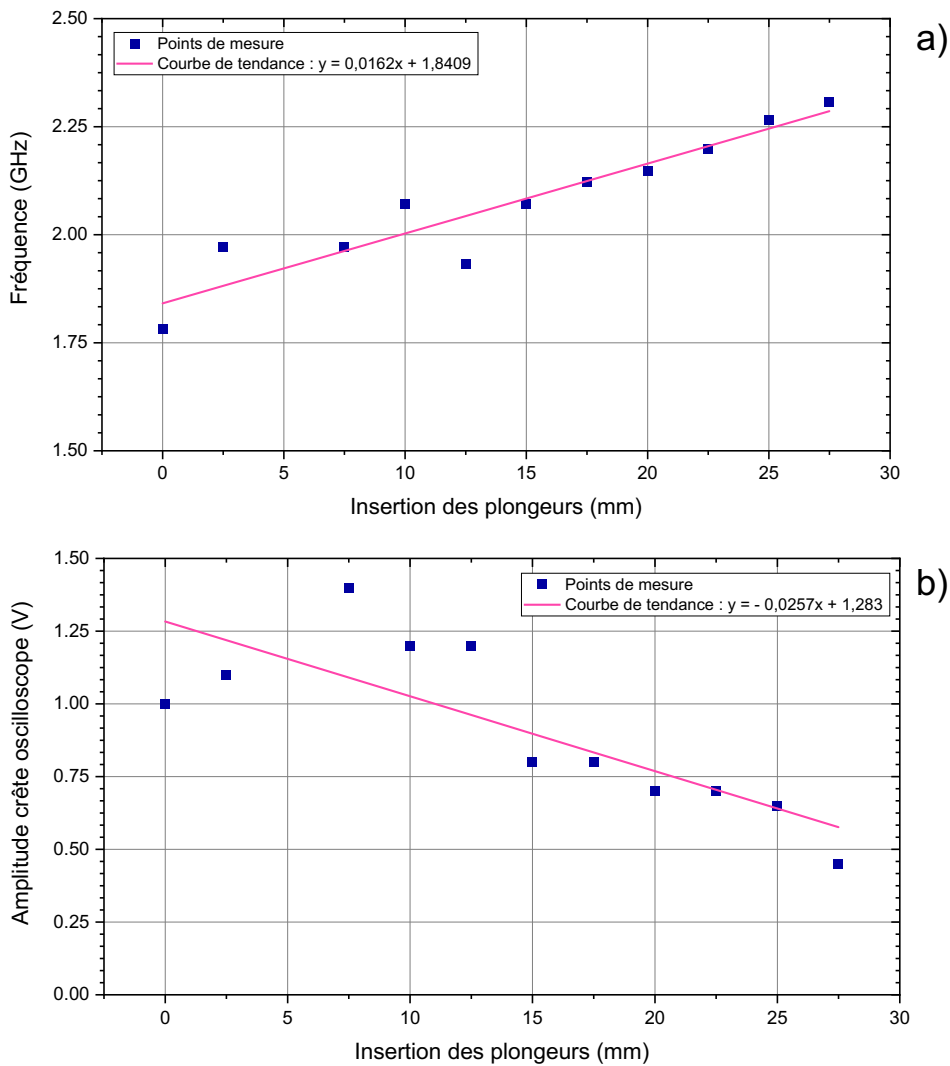 a)
2.50
2.25
2.00
1.75
1.50
Fréquence (GHz)
Points de mesure
Courbe de tendance : y = 0,0162x + 1,8409
0 5 10 15 20 25 30
Insertion des plongeurs (mm)
b)
1.50
1.25
1.00
0.75
0.50
0.25
0.00
Amplitude crête oscilloscope (V)
Points de mesure
Courbe de tendance : y = - 0,0257x + 1,283
0 5 10 15 20 25 30
Insertion des plongeurs (mm)